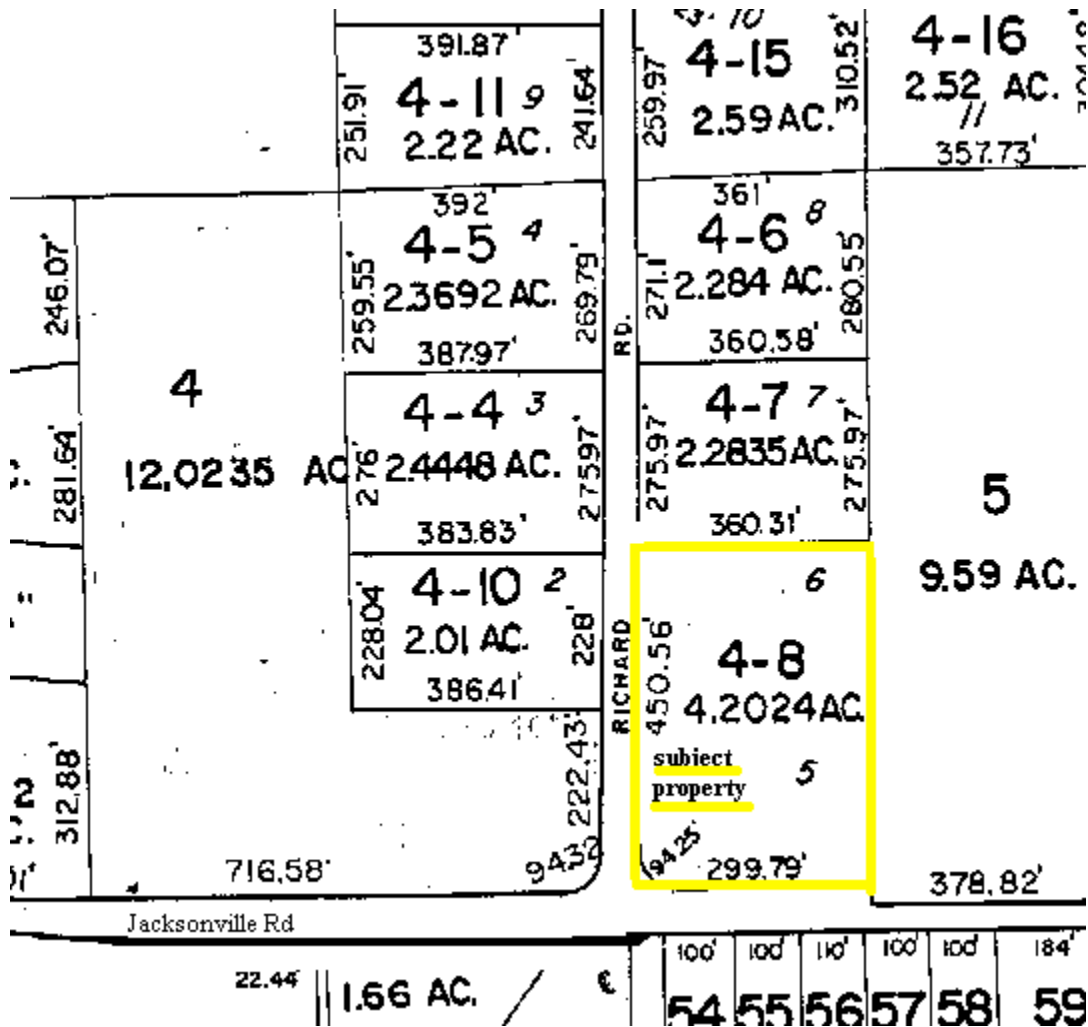 391.87'
251.91'
4-11 9
2.22 AC.
241.64'
259.97
4-15
2.59 AC.
310.52'
4-16
2.52 AC.
11
357.73'
246.07'
281.64'
312.88'
4
12.0235 AC
716.58'
392'
4-5 4
259.55'
2.3692 AC.
269.79'
387.97'
4-4 3
276'
2.4448 AC.
275.97'
383.83'
4-10 2
228.04'
2.01 AC.
228'
386.41'
222.43'
94.32
RICHARD RD.
361'
4-6 8
271.1'
2.284 AC.
280.55'
360.58'
4-7 7
275.97'
2.2835 AC.
275.97'
360.31'
6
450.56'
4-8
4.2024 AC.
subject
property
5
94.25'
299.79'
5
9.59 AC.
378.82'
Jacksonville Rd
22.44'
1.66 AC.
100' 100' 110' 100' 100' 184'
54 55 56 57 58 59